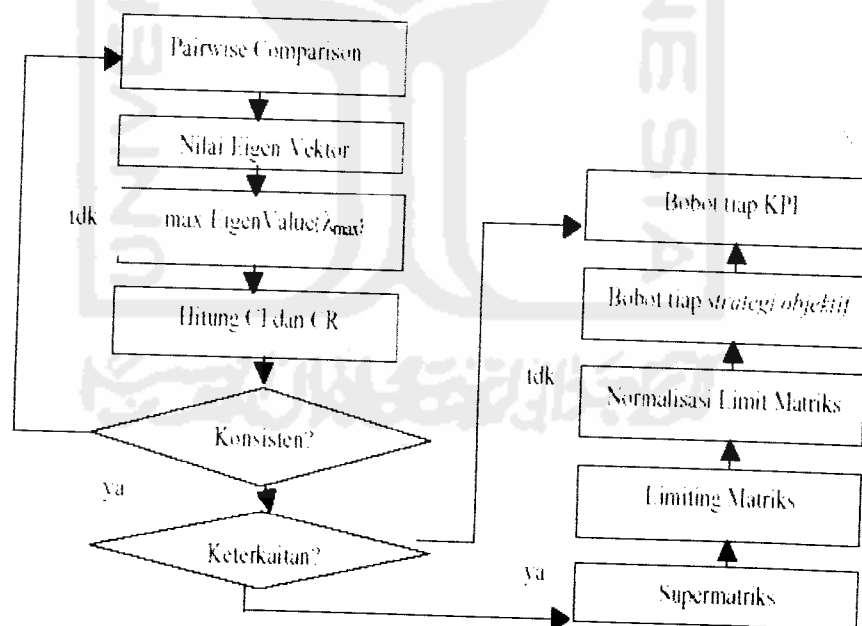 Pairwise Comparison
Nilai Eigen Vektor
tdk
max EigenValue(λmax)
Hitung CI dan CR
Konsisten?
ya
Keterkaitan?
Bobot tiap KPI
Bobot tiap strategi objektif
tdk
Normalisasi Limit Matriks
Limiting Matriks
ya
Supermatriks